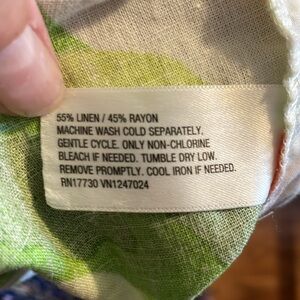 55% LINEN / 45% RAYON
MACHINE WASH COLD SEPARATELY.
GENTLE CYCLE. ONLY NON-CHLORINE
BLEACH IF NEEDED. TUMBLE DRY LOW.
REMOVE PROMPTLY. COOL IRON IF NEEDED.
RN17730 VN1247024